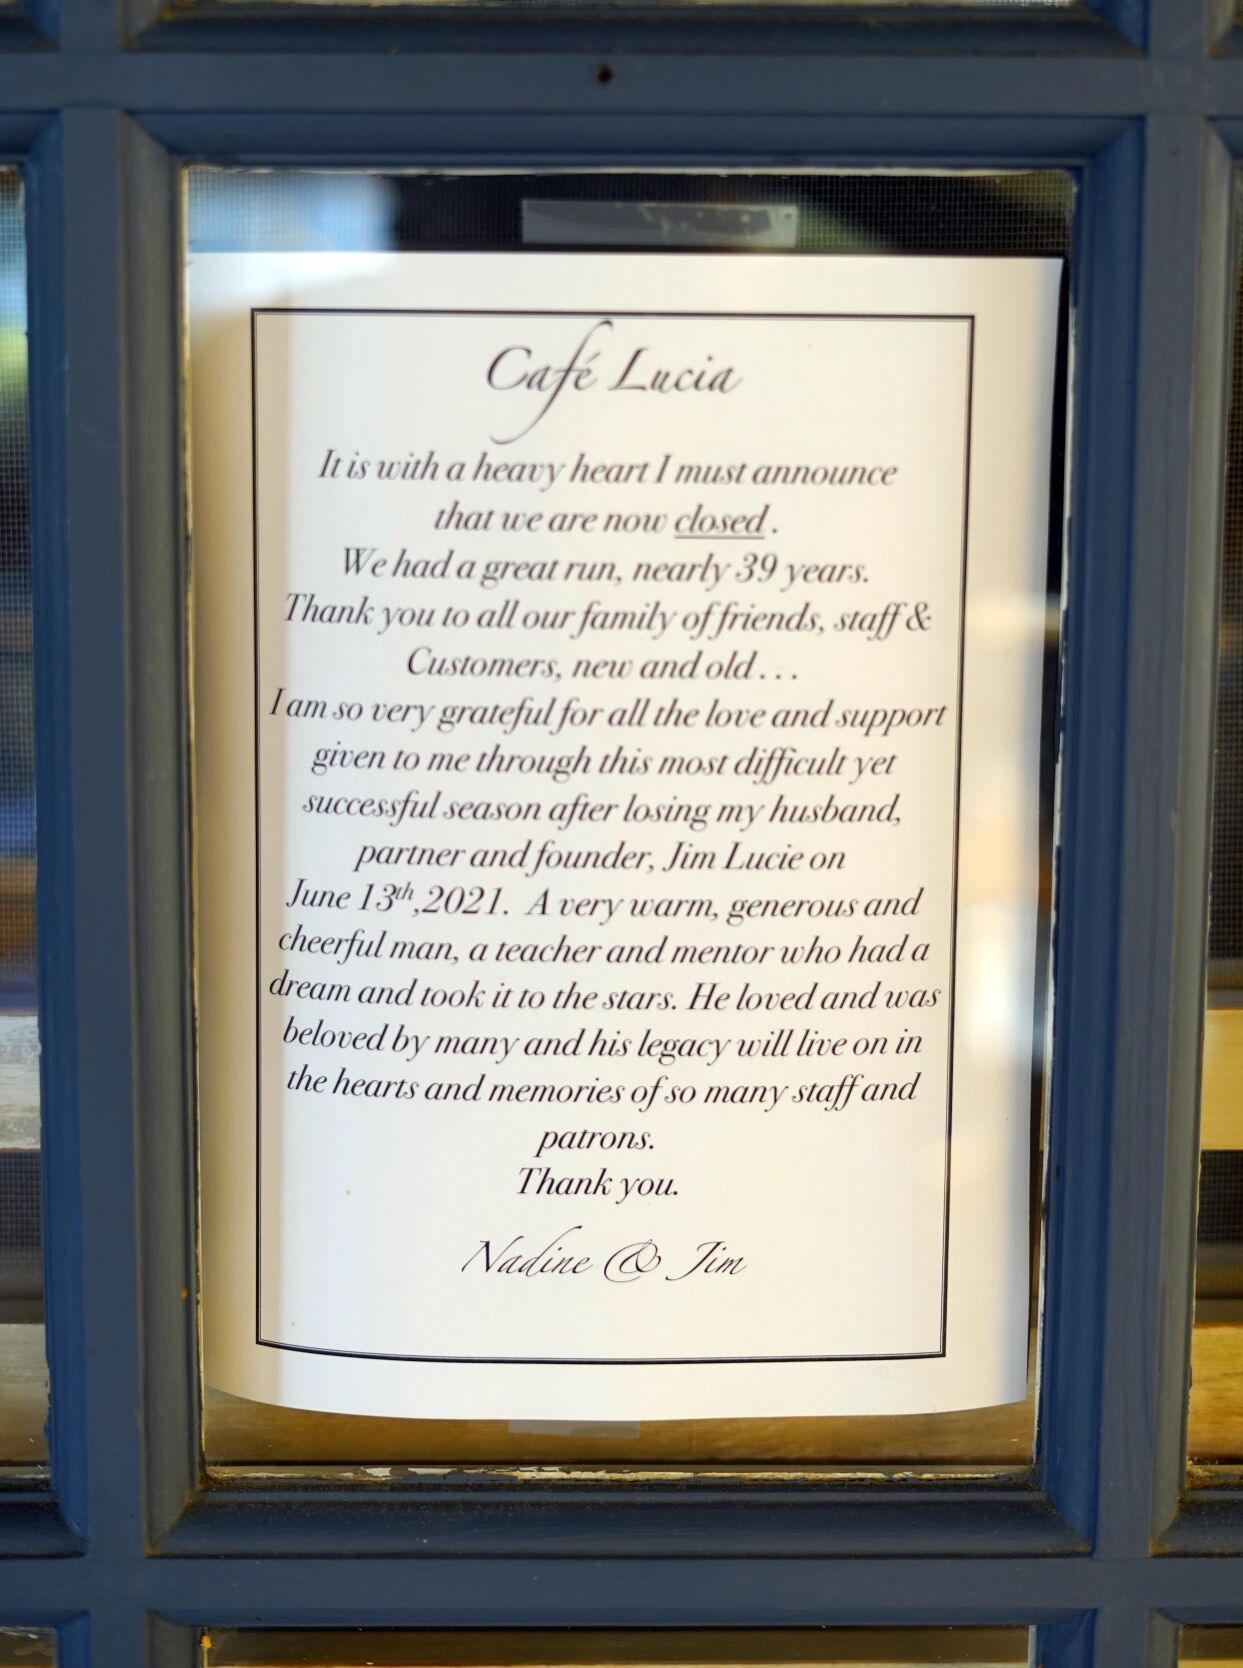 Café Lucia
It is with a heavy heart I must announce
that we are now closed .
We had a great run, nearly 39 years.
Thank you to all our family of friends, staff &
Customers, new and old . . .
I am so very grateful for all the love and support
given to me through this most difficult yet
successful season after losing my husband,
partner and founder, Jim Lucie on
June 13th,2021.  A very warm, generous and
cheerful man, a teacher and mentor who had a
dream and took it to the stars. He loved and was
beloved by many and his legacy will live on in
the hearts and memories of so many staff and
patrons.
Thank you.
Nadine & Jim